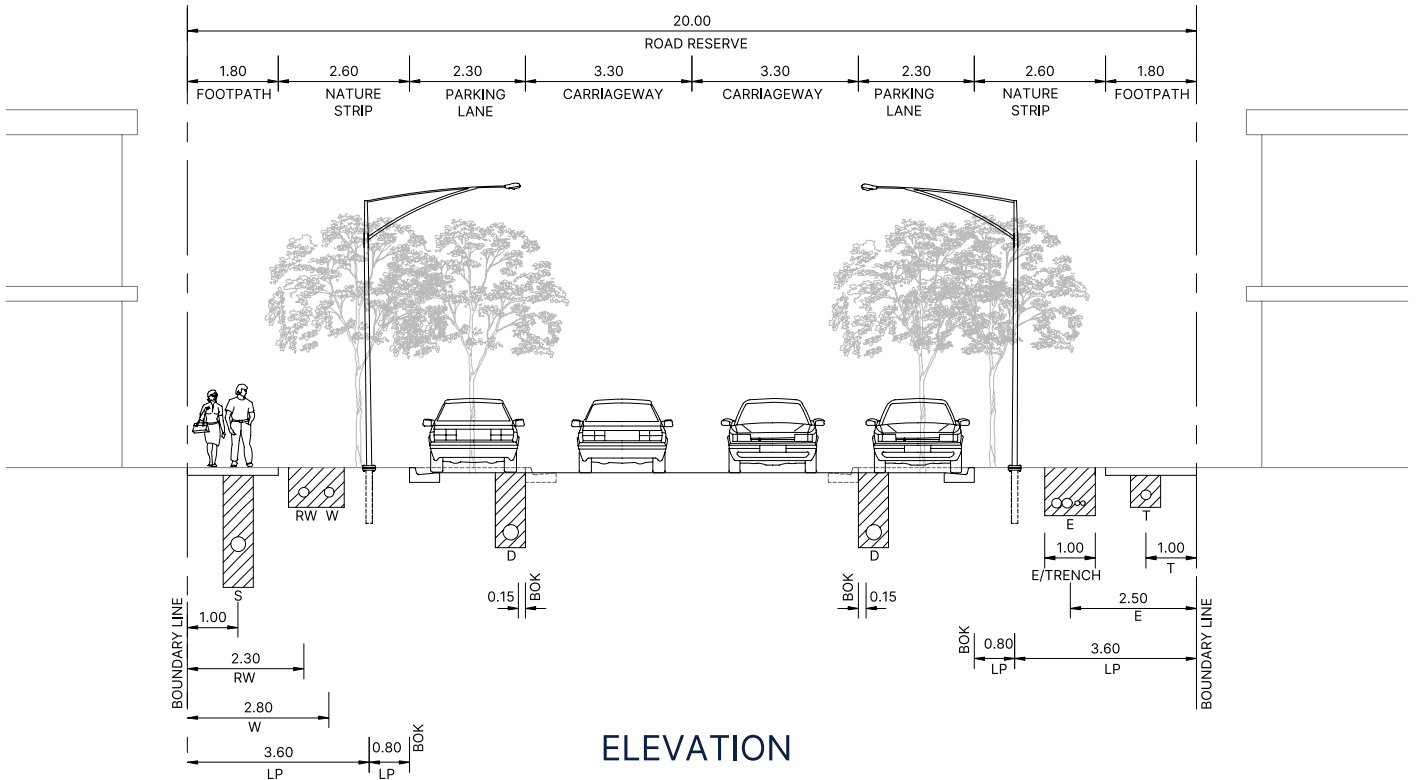 20.00
ROAD RESERVE
1.80 2.60 2.30 3.30 3.30 2.30 2.60 1.80
FOOTPATH NATURE STRIP PARKING LANE CARRIAGEWAY CARRIAGEWAY PARKING LANE NATURE STRIP FOOTPATH
RW W
E
T
D
D
S
1.00
E/TRENCH
1.00
T
0.15
BOK
BOK
0.15
2.50
E
1.00
BOUNDARY LINE
2.30
RW
BOK
0.80
LP
3.60
LP
BOUNDARY LINE
2.80
W
3.60
LP
0.80
LP
BOK
ELEVATION